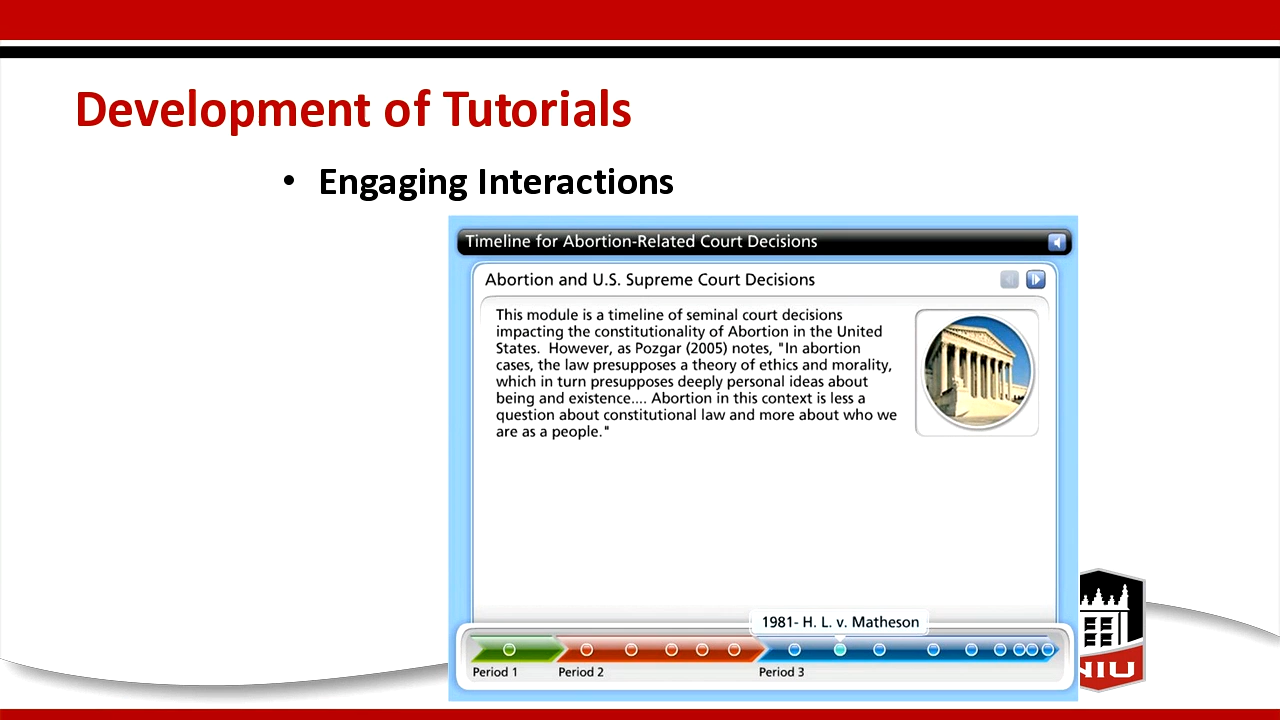 Development of Tutorials
• Engaging Interactions
Timeline for Abortion-Related Court Decisions
Abortion and U.S. Supreme Court Decisions
This module is a timeline of seminal court decisions
impacting the constitutionality of Abortion in the United
States.  However, as Pozgar (2005) notes, "In abortion
cases, the law presupposes a theory of ethics and morality,
which in turn presupposes deeply personal ideas about
being and existence.... Abortion in this context is less a
question about constitutional law and more about who we
are as a people."
1981- H. L. v. Matheson
Period 1
Period 2
Period 3
NIU